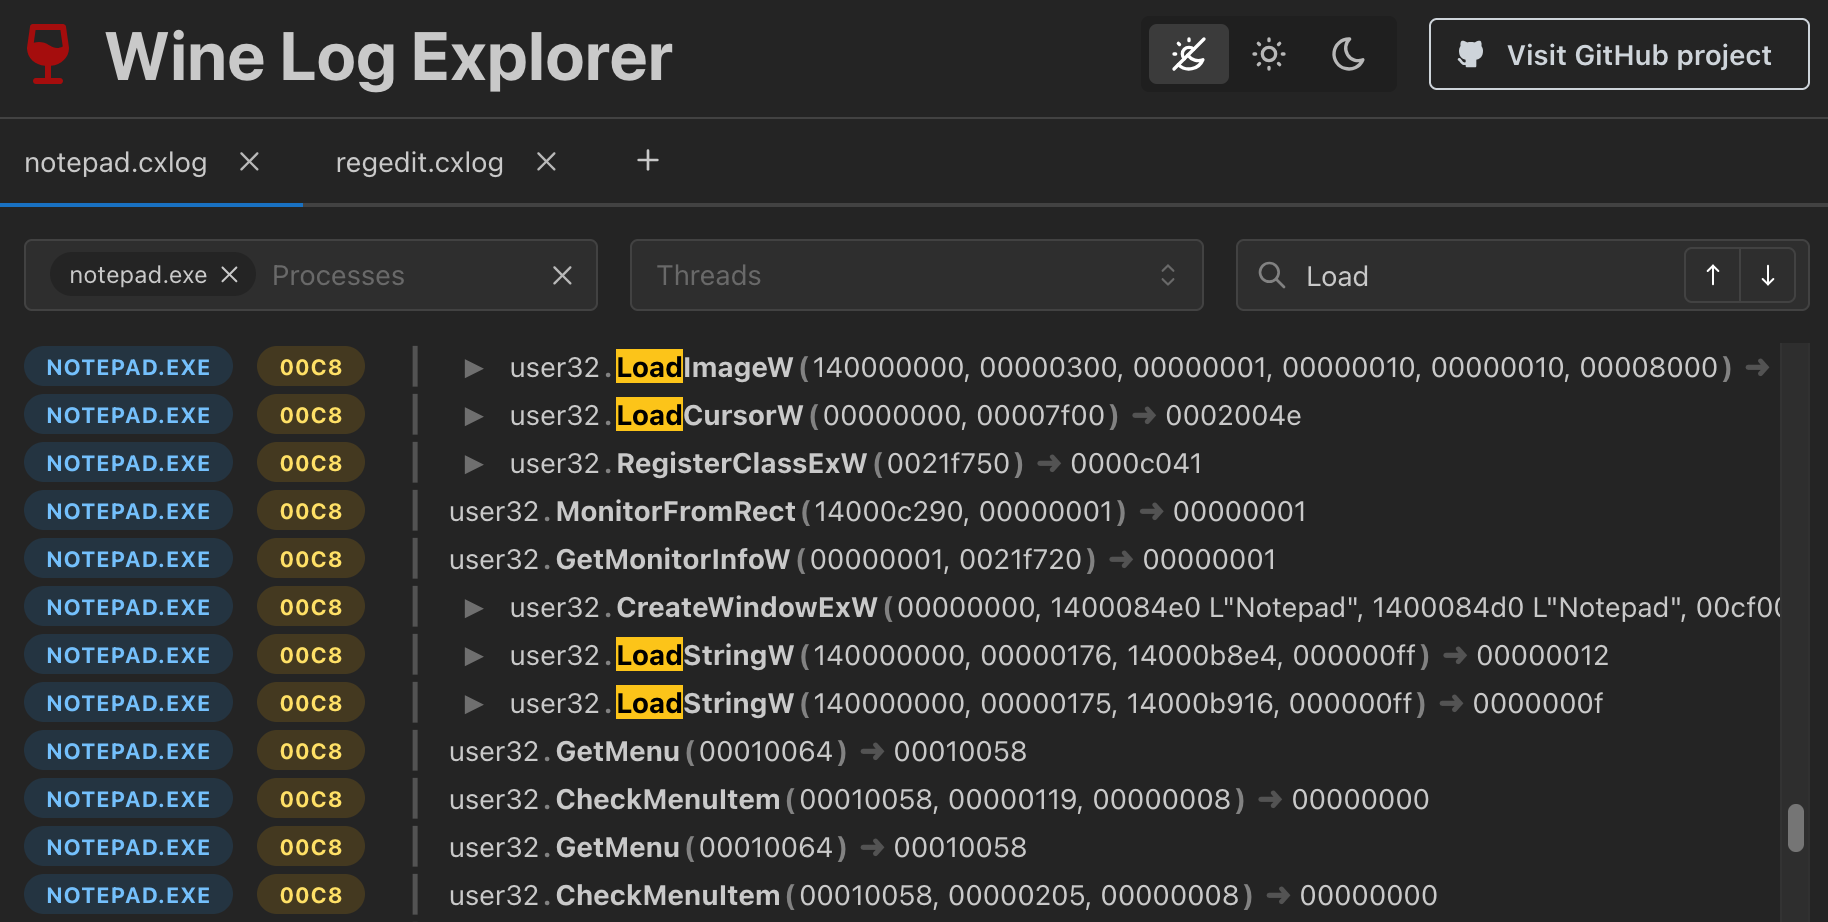 Wine Log Explorer
Visit GitHub project
notepad.cxlog
regedit.cxlog
notepad.exe Processes
Threads
Load
NOTEPAD.EXE 00C8 user32.LoadImageW(140000000, 00000300, 00000001, 00000010, 00000010, 00008000) ➜
NOTEPAD.EXE 00C8 user32.LoadCursorW(00000000, 00007f00) ➜ 0002004e
NOTEPAD.EXE 00C8 user32.RegisterClassExW(0021f750) ➜ 0000c041
NOTEPAD.EXE 00C8 user32.MonitorFromRect(14000c290, 00000001) ➜ 00000001
NOTEPAD.EXE 00C8 user32.GetMonitorInfoW(00000001, 0021f720) ➜ 00000001
NOTEPAD.EXE 00C8 user32.CreateWindowExW(00000000, 1400084e0 L"Notepad", 1400084d0 L"Notepad", 00cf00
NOTEPAD.EXE 00C8 user32.LoadStringW(140000000, 00000176, 14000b8e4, 000000ff) ➜ 00000012
NOTEPAD.EXE 00C8 user32.LoadStringW(140000000, 00000175, 14000b916, 000000ff) ➜ 0000000f
NOTEPAD.EXE 00C8 user32.GetMenu(00010064) ➜ 00010058
NOTEPAD.EXE 00C8 user32.CheckMenuItem(00010058, 00000119, 00000008) ➜ 00000000
NOTEPAD.EXE 00C8 user32.GetMenu(00010064) ➜ 00010058
NOTEPAD.EXE 00C8 user32.CheckMenuItem(00010058, 00000205, 00000008) ➜ 00000000